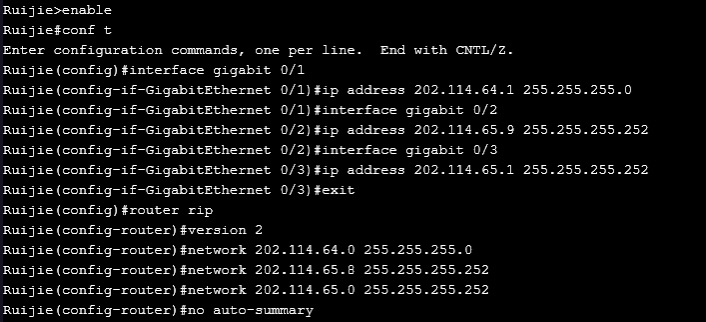 Ruijie>enable
Ruijie#conf t
Enter configuration commands, one per line.  End with CNTL/Z.
Ruijie(config)#interface gigabit 0/1
Ruijie(config-if-GigabitEthernet 0/1)#ip address 202.114.64.1 255.255.255.0
Ruijie(config-if-GigabitEthernet 0/1)#interface gigabit 0/2
Ruijie(config-if-GigabitEthernet 0/2)#ip address 202.114.65.9 255.255.255.252
Ruijie(config-if-GigabitEthernet 0/2)#interface gigabit 0/3
Ruijie(config-if-GigabitEthernet 0/3)#ip address 202.114.65.1 255.255.255.252
Ruijie(config-if-GigabitEthernet 0/3)#exit
Ruijie(config)#router rip
Ruijie(config-router)#version 2
Ruijie(config-router)#network 202.114.64.0 255.255.255.0
Ruijie(config-router)#network 202.114.65.8 255.255.255.252
Ruijie(config-router)#network 202.114.65.0 255.255.255.252
Ruijie(config-router)#no auto-summary